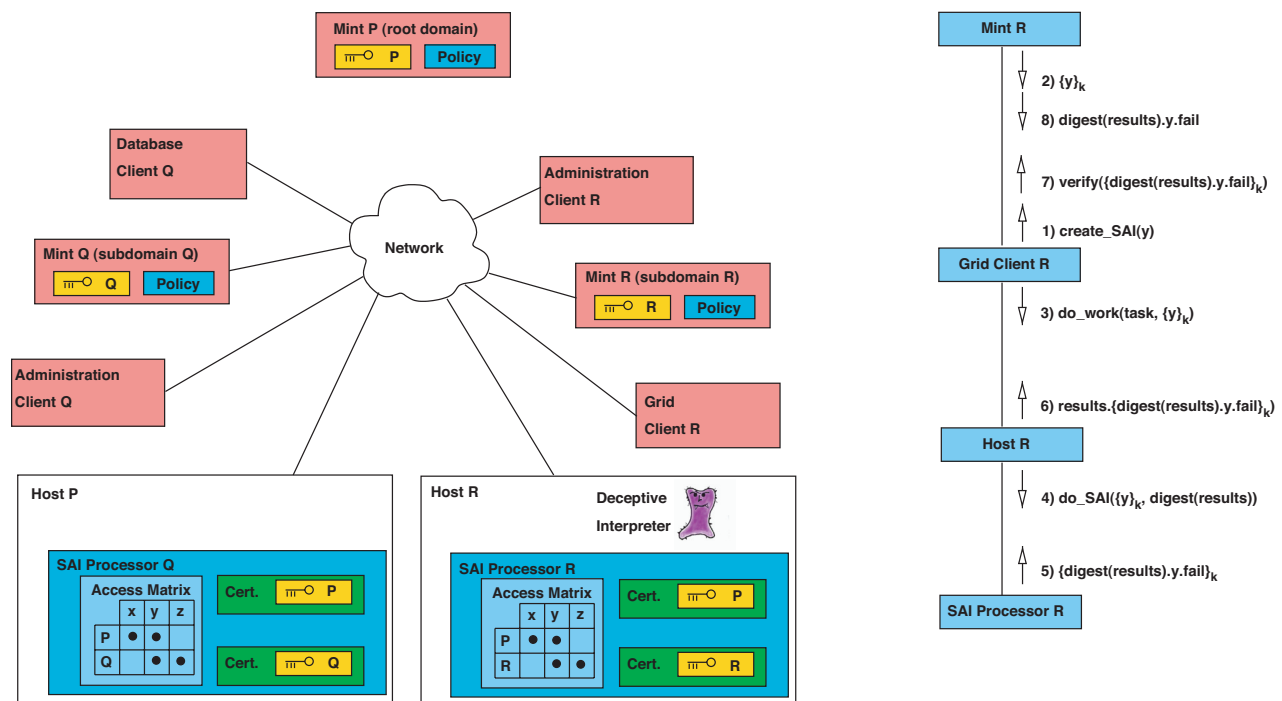 Mint P (root domain)
P
Policy
Database
Client Q
Administration
Client R
Network
Mint Q (subdomain Q)
Q
Policy
Mint R (subdomain R)
R
Policy
Administration
Client Q
Grid
Client R
Host P
SAI Processor Q
Access Matrix
x y z
P
Q
Cert. P
Cert. Q
Host R
Deceptive
Interpreter
SAI Processor R
Access Matrix
x y z
P
R
Cert. P
Cert. R
Mint R
2) {y}k
8) digest(results).y.fail
7) verify({digest(results).y.fail}k)
1) create_SAI(y)
Grid Client R
3) do_work(task, {y}k)
6) results.{digest(results).y.fail}k)
Host R
4) do_SAI({y}k, digest(results))
5) {digest(results).y.fail}k
SAI Processor R